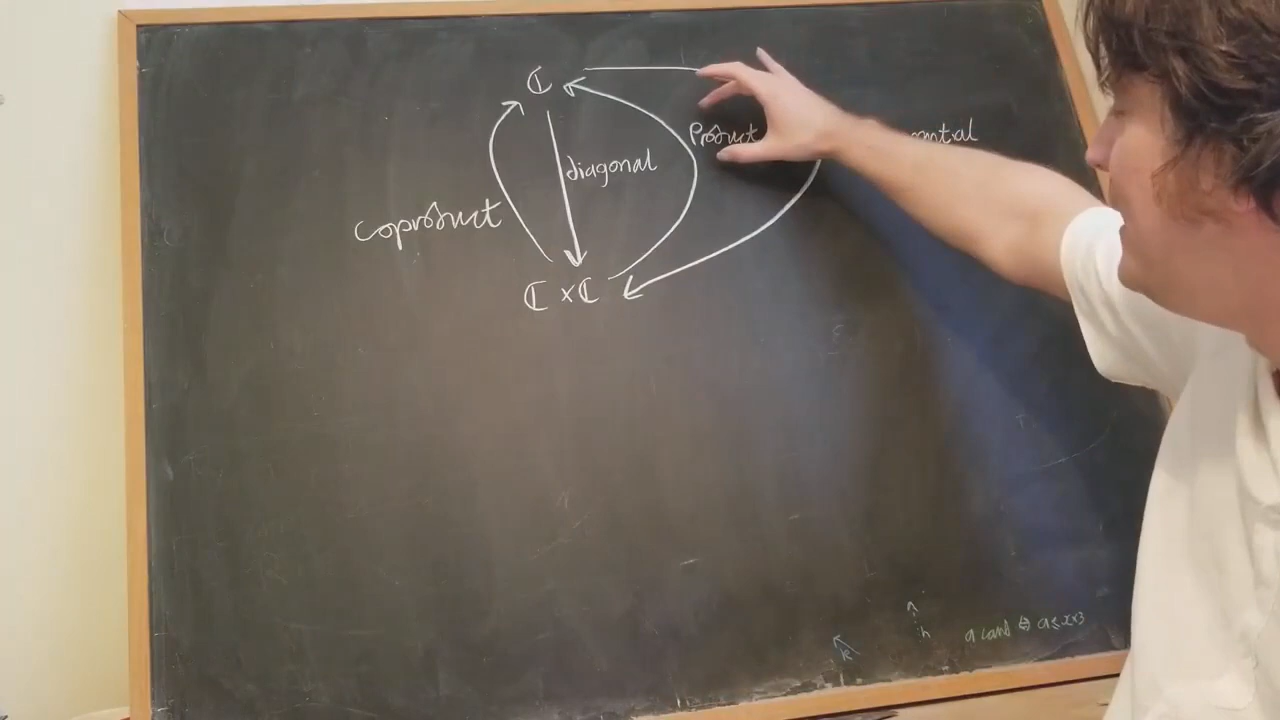 ℂ
Product
diagonal
coproduct
ℂ × ℂ
h
k